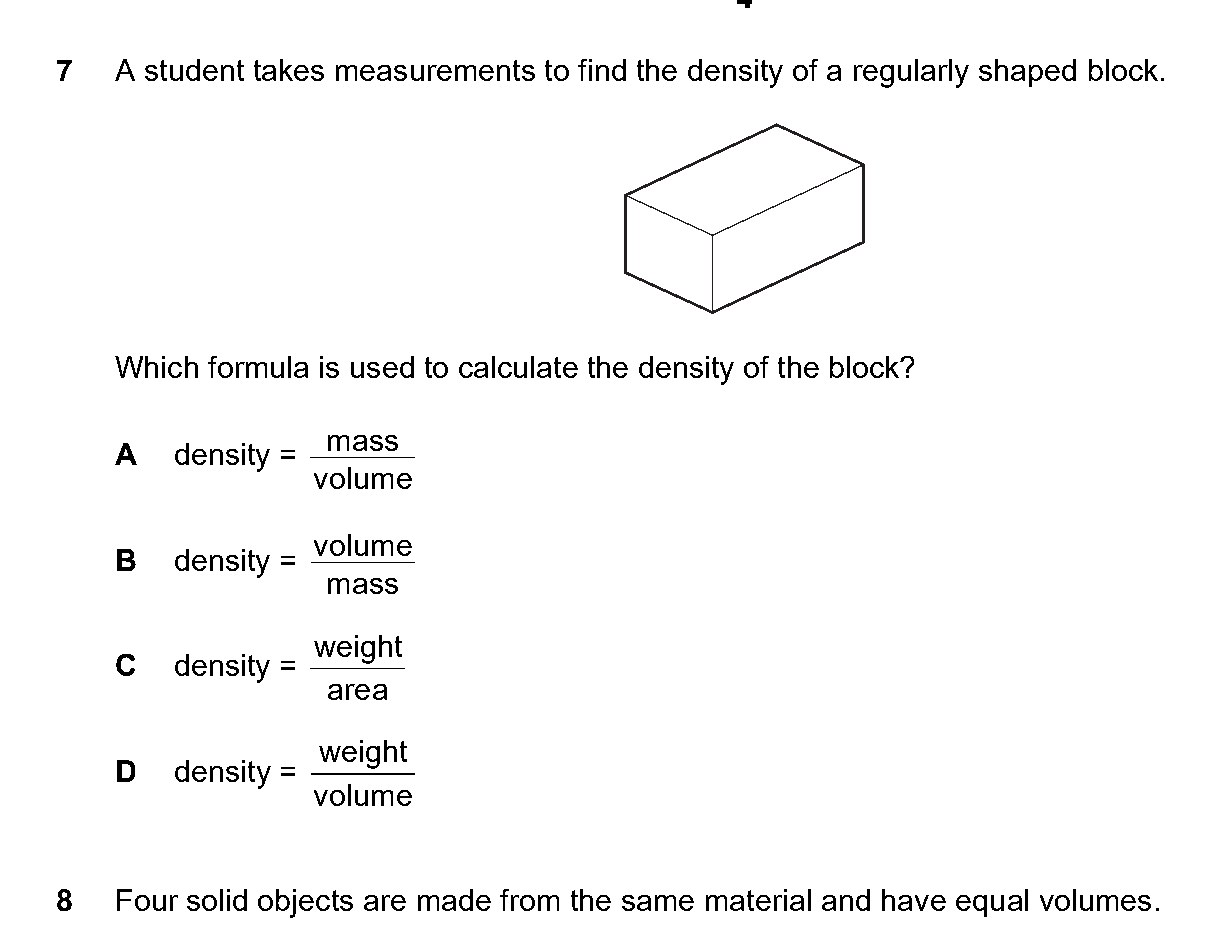 7 A student takes measurements to find the density of a regularly shaped block.
Which formula is used to calculate the density of the block?
A density = mass
volume
B density = volume
mass
C density = weight
area
D density = weight
volume
8 Four solid objects are made from the same material and have equal volumes.